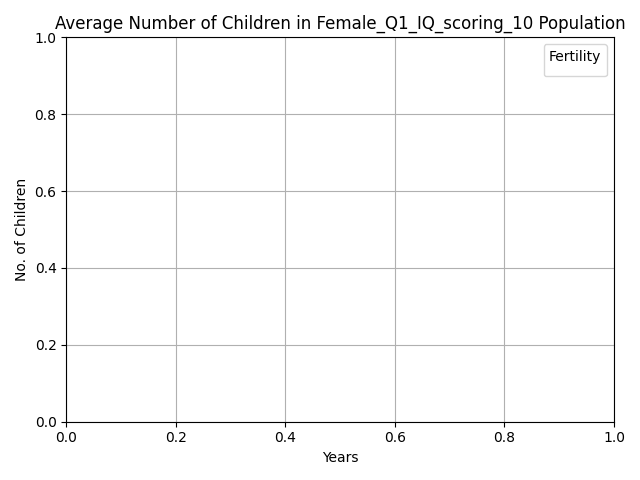 Average Number of Children in Female_Q1_IQ_scoring_10 Population
1.0
0.8
0.6
0.4
0.2
0.0
No. of Children
Fertility
0.0 0.2 0.4 0.6 0.8 1.0
Years